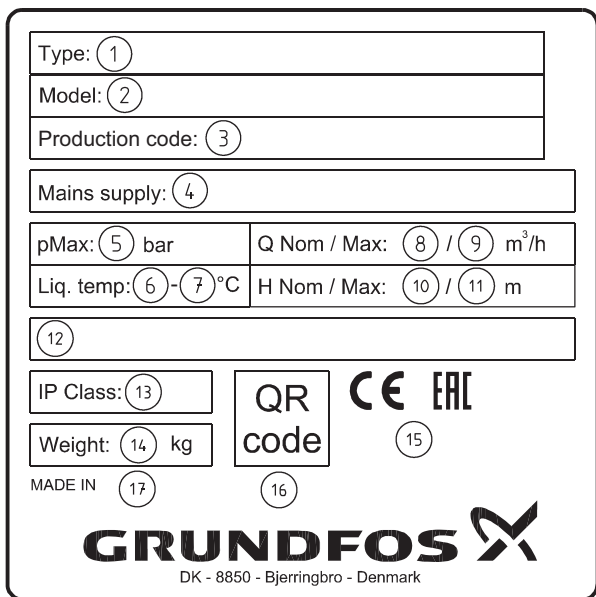 Type: 1
Model: 2
Production code: 3
Mains supply: 4
pMax: 5 bar
Q Nom / Max: 8 / 9 m³/h
Liq. temp: 6 - 7 °C
H Nom / Max: 10 / 11 m
12
IP Class: 13
QR code
CE EAC
Weight: 14 kg
15
MADE IN 17
16
GRUNDFOS
DK - 8850 - Bjerringbro - Denmark